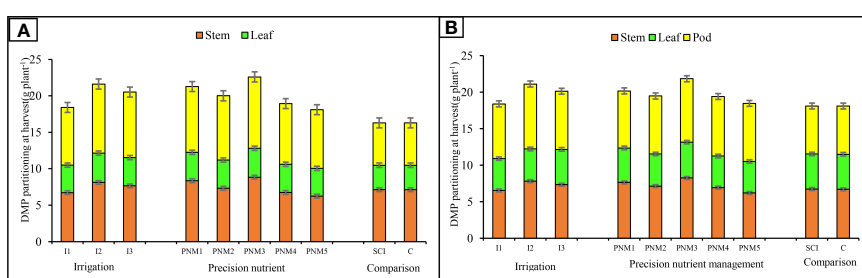 A
Stem Leaf
DMP partitioning at harvest(g plant⁻¹)
25
20
15
10
5
0
I1 I2 I3 PNM1 PNM2 PNM3 PNM4 PNM5 SCI C
Irrigation Precision nutrient Comparison
B
Stem Leaf Pod
DMP partitioning at harvest(g plant⁻¹)
25
20
15
10
5
0
I1 I2 I3 PNM1 PNM2 PNM3 PNM4 PNM5 SCI C
Irrigation Precision nutrient management Comparison